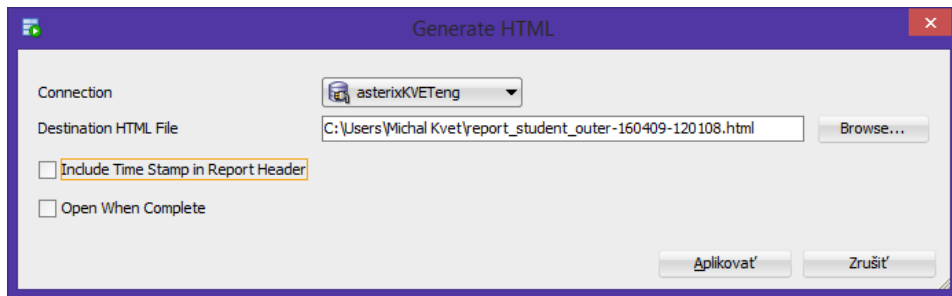 Generate HTML
Connection asterixKVETeng
Destination HTML File C:\Users\Michal Kvet\report_student_outer-160409-120108.html Browse...
Include Time Stamp in Report Header
Open When Complete
Aplikovať Zrušiť